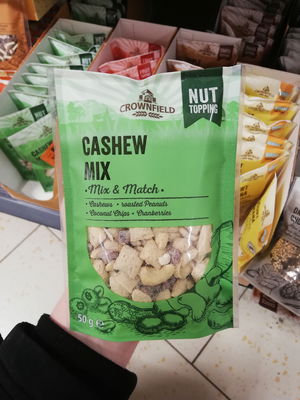 CROWNFIELD
NUT
TOPPING
CASHEW
MIX
• Mix & Match •
• Cashews • roasted Peanuts
• Coconut Chips • Cranberries
50 g ℮